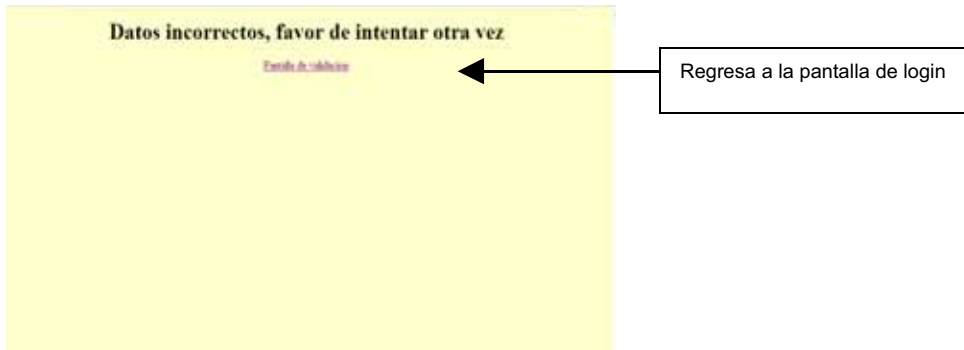 Datos incorrectos, favor de intentar otra vez
Pantalla de validacion
Regresa a la pantalla de login